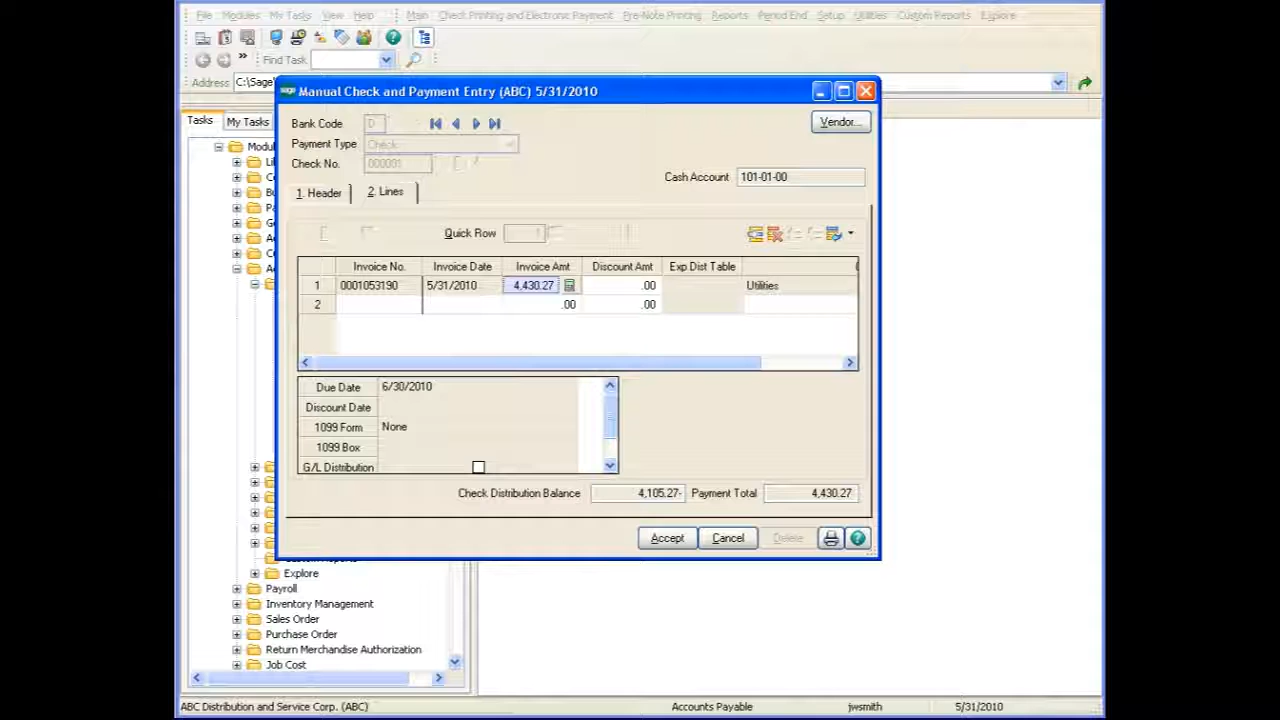 File Modules My Tasks View Help Main Check Printing and Electronic Payment Pre-Note Printing Reports Period End Setup Utilities Custom Reports Explore
» Find Task
Address C:\Sage\
Manual Check and Payment Entry (ABC) 5/31/2010
Tasks My Tasks
Bank Code D Vendor...
Payment Type Check
Check No. 000001
Cash Account 101-01-00
1. Header 2. Lines
Quick Row 1
Invoice No. Invoice Date Invoice Amt Discount Amt Exp Dist Table
1 0001053190 5/31/2010 4,430.27 .00 Utilities
2 .00 .00
Due Date 6/30/2010
Discount Date
1099 Form None
1099 Box
G/L Distribution
Check Distribution Balance 4,105.27- Payment Total 4,430.27
Accept Cancel Delete
Explore
Payroll
Inventory Management
Sales Order
Purchase Order
Return Merchandise Authorization
Job Cost
ABC Distribution and Service Corp. (ABC) Accounts Payable jwsmith 5/31/2010